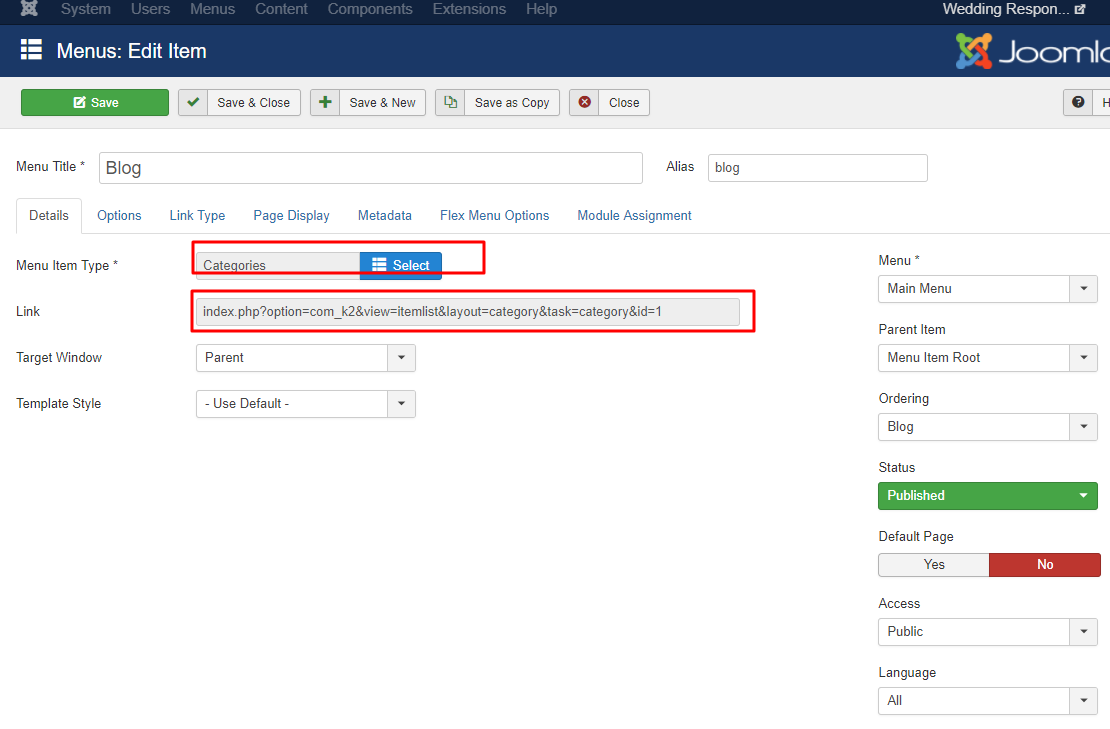 System Users Menus Content Components Extensions Help Wedding Respon...
Menus: Edit Item
Save Save & Close Save & New Save as Copy Close
Menu Title * Blog Alias blog
Details Options Link Type Page Display Metadata Flex Menu Options Module Assignment
Menu Item Type * Categories Select
Link index.php?option=com_k2&view=itemlist&layout=category&task=category&id=1
Target Window Parent
Template Style - Use Default -
Menu *
Main Menu
Parent Item
Menu Item Root
Ordering
Blog
Status
Published
Default Page
Yes No
Access
Public
Language
All